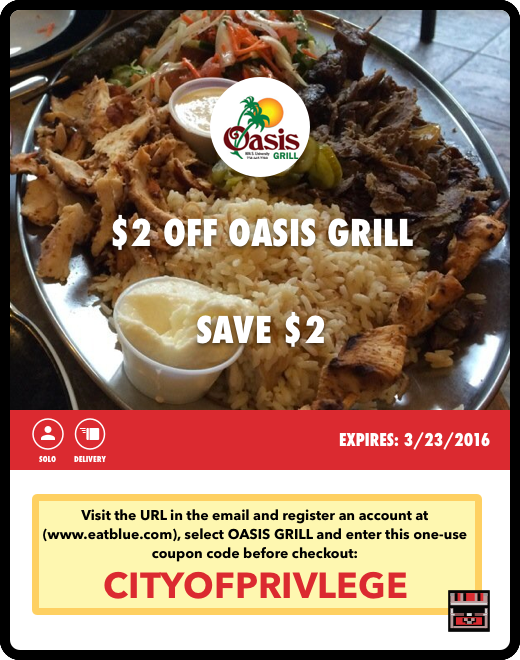 Oasis
GRILL
$2 OFF OASIS GRILL
SAVE $2
SOLO
DELIVERY
EXPIRES: 3/23/2016
Visit the URL in the email and register an account at
(www.eatblue.com), select OASIS GRILL and enter this one-use
coupon code before checkout:
CITYOFPRIVLEGE